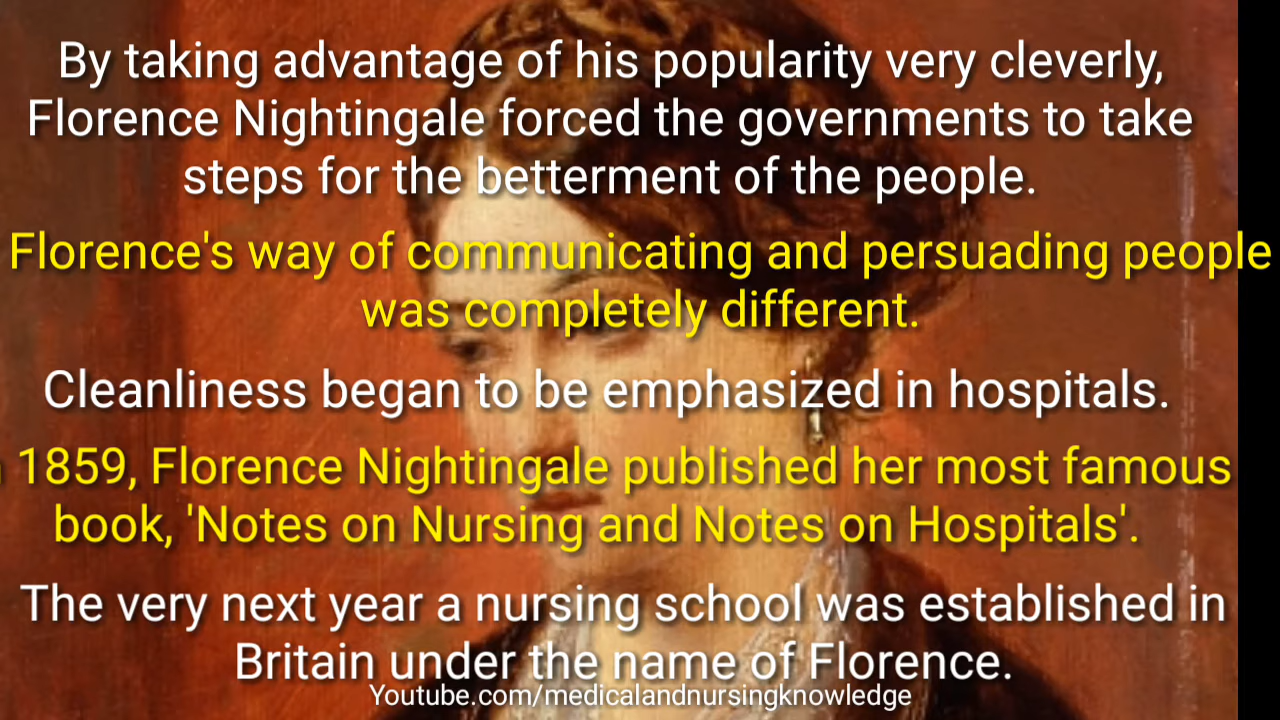 By taking advantage of his popularity very cleverly,
Florence Nightingale forced the governments to take
steps for the betterment of the people.
Florence's way of communicating and persuading people
was completely different.
Cleanliness began to be emphasized in hospitals.
1859, Florence Nightingale published her most famous
book, 'Notes on Nursing and Notes on Hospitals'.
The very next year a nursing school was established in
Britain under the name of Florence.
Youtube.com/medicalandnursingknowledge